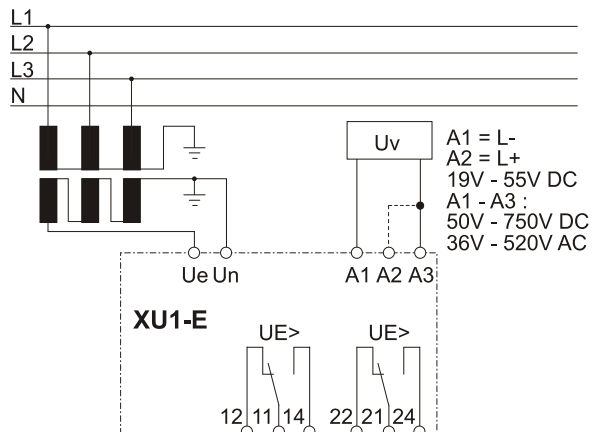 L1
L2
L3
N
Uv
A1 = L-
A2 = L+
19V - 55V DC
A1 - A3 :
50V - 750V DC
36V - 520V AC
Ue Un
A1 A2 A3
XU1-E
UE> UE>
12 11 14 22 21 24